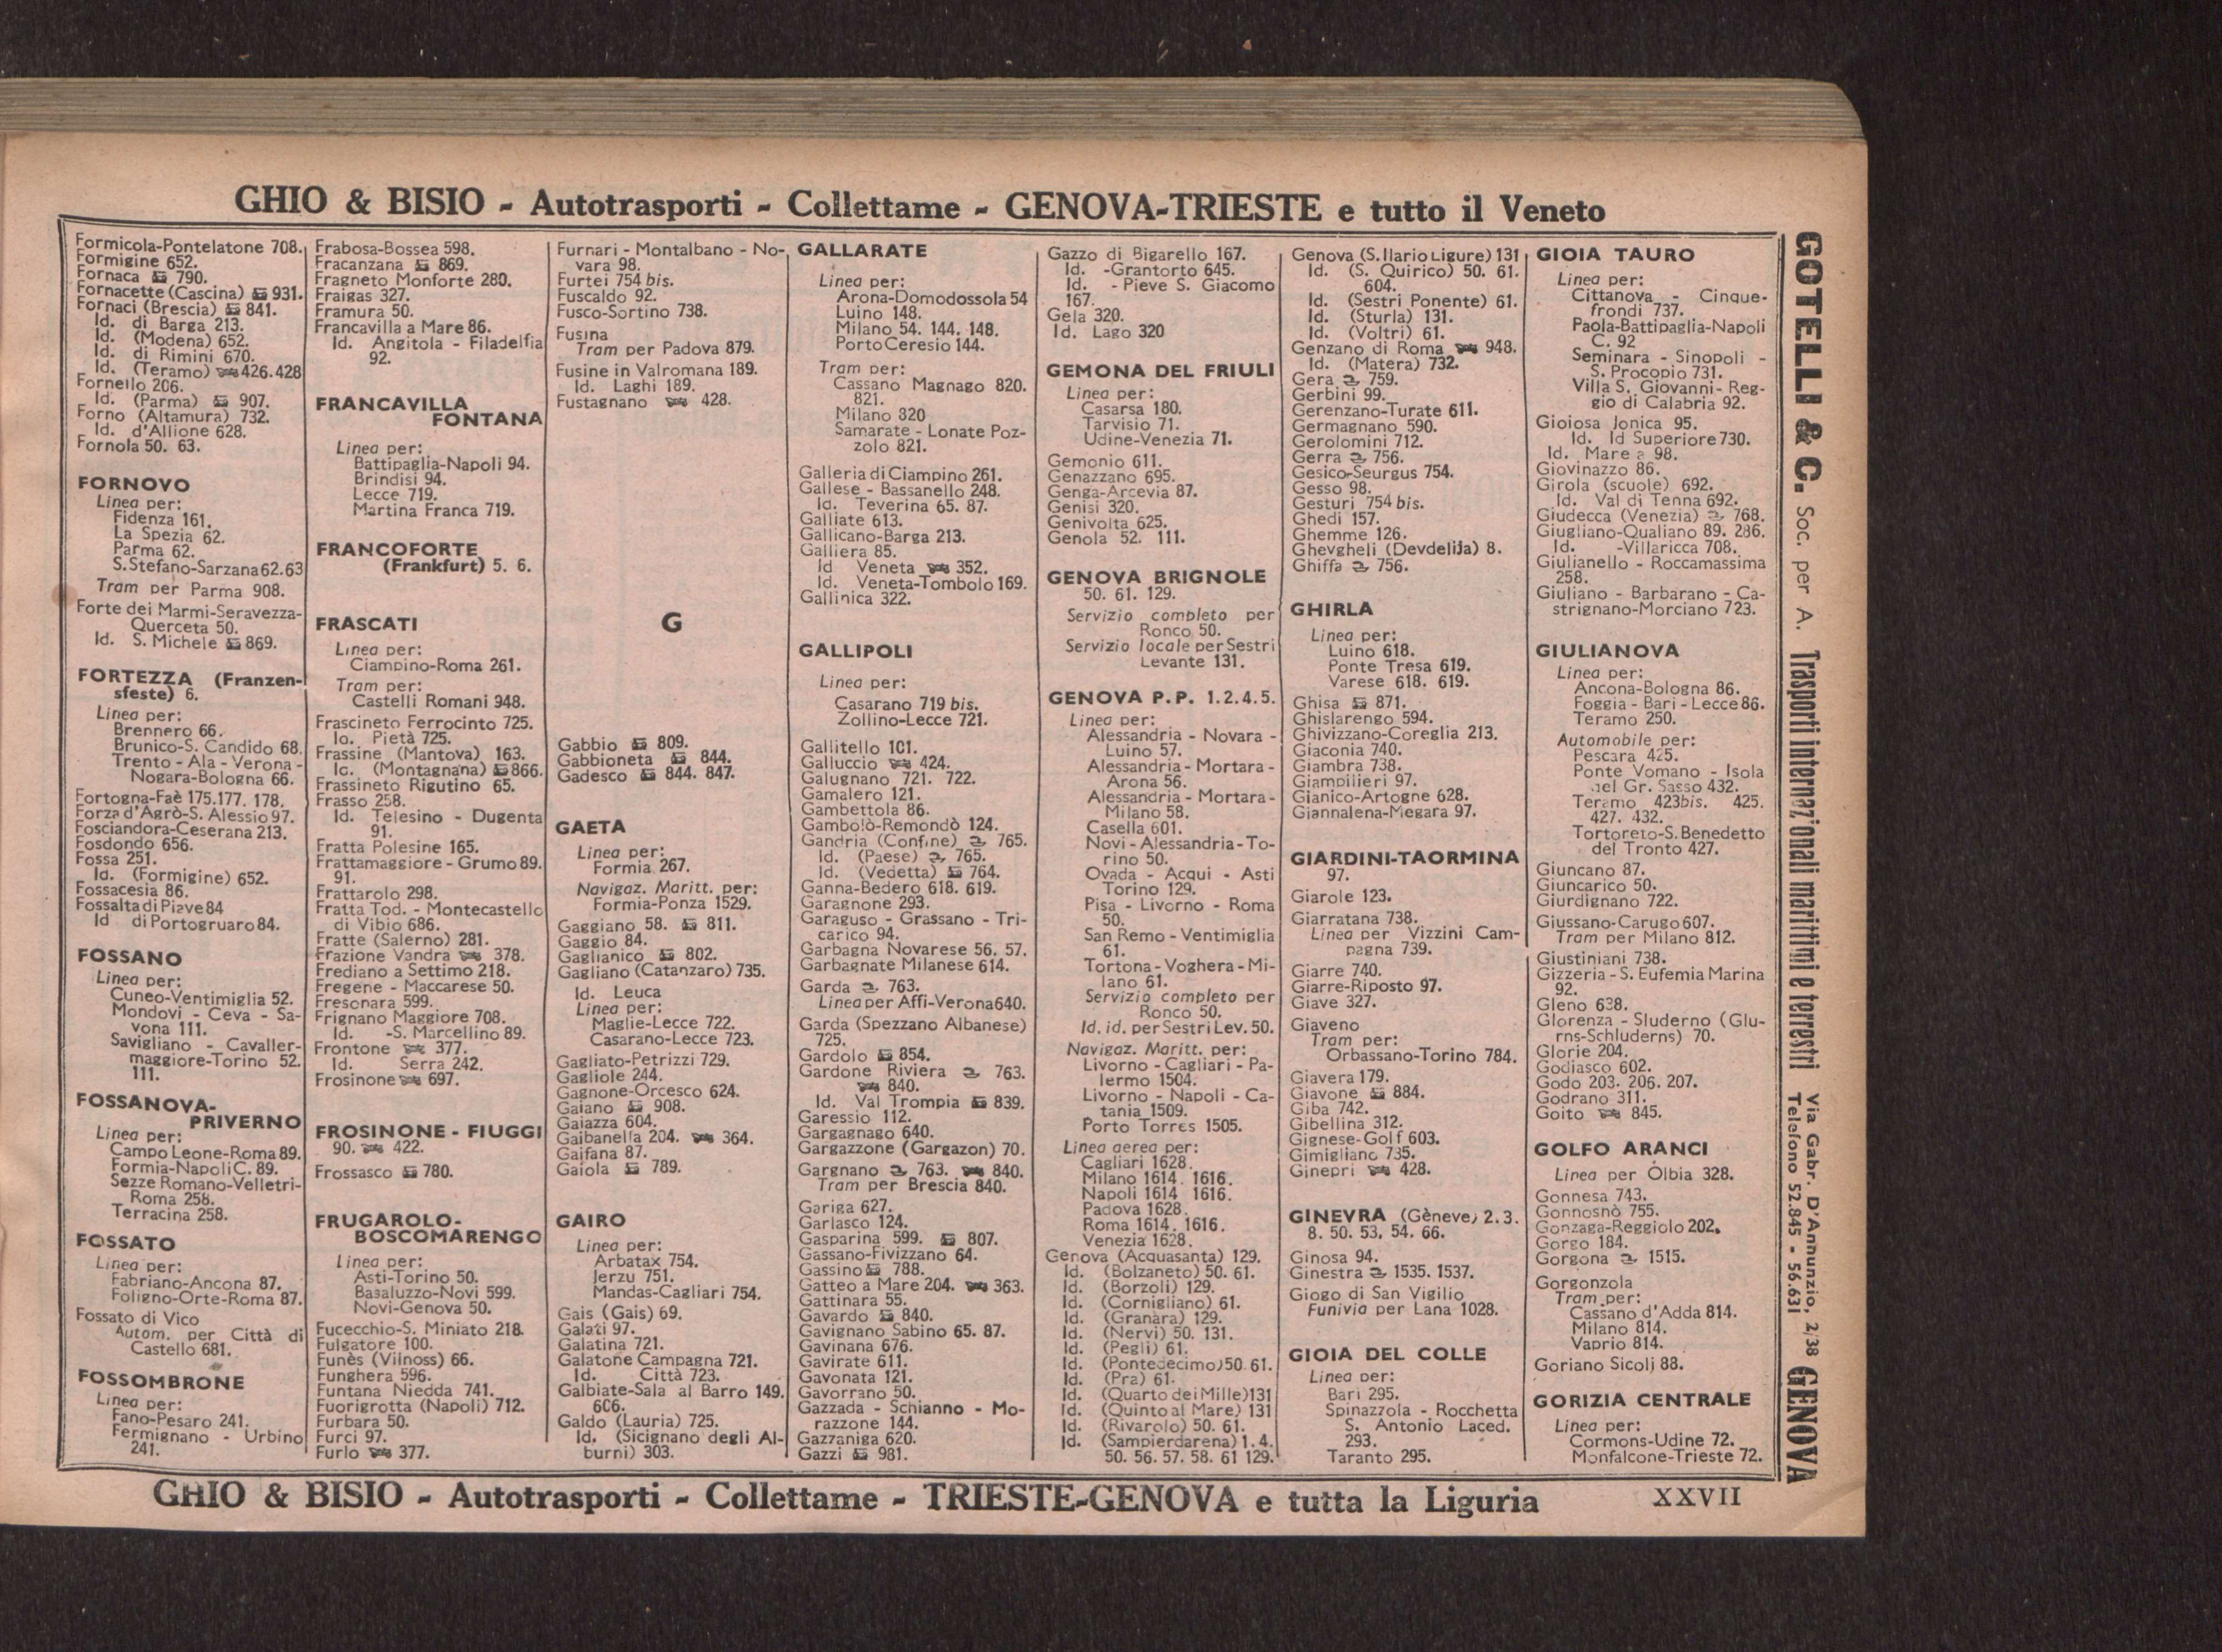 GHIO & BISIO - Autotrasporti - Collettame - GENOVA-TRIESTE e tutto il Veneto
Formicola-Pontelatone 708.
Formigine 652.
Fornaca 790.
Fornacette (Cascina) 931.
Fornaci (Brescia) 841.
Id. di Barga 213.
Id. (Modena) 652.
Id. di Rimini 670.
Id. (Teramo) 426.428
Fornello 206.
Id. (Parma) 907.
Forno (Altamura) 732.
Id. d'Allione 628.
Fornola 50. 63.
FORNOVO
Linea per:
Fidenza 161.
La Spezia 62.
Parma 62.
S.Stefano-Sarzana 62.63
Tram per Parma 908.
Forte dei Marmi-Seravezza-
Querceta 50.
Id. S. Michele 869.
FORTEZZA (Franzen-
sfeste) 6.
Linea per:
Brennero 66.
Brunico-S. Candido 68.
Trento - Ala - Verona -
Nogara-Bologna 66.
Fortogna-Faè 175.177. 178.
Forza d'Agrò-S. Alessio 97.
Fosciandora-Ceserana 213.
Fosdondo 656.
Fossa 251.
Id. (Formigine) 652.
Fossacesia 86.
Fossalta di Piave 84
Id di Portogruaro 84.
FOSSANO
Linea per:
Cuneo-Ventimiglia 52.
Mondovi - Ceva - Sa-
vona 111.
Savigliano - Cavaller-
maggiore-Torino 52.
111.
FOSSANOVA-
PRIVERNO
Linea per:
Campo Leone-Roma 89.
Formia-Napoli C. 89.
Sezze Romano-Velletri-
Roma 258.
Terracina 258.
FOSSATO
Linea per:
Fabriano-Ancona 87.
Foligno-Orte-Roma 87.
Fossato di Vico
Autom. per Città di
Castello 681.
FOSSOMBRONE
Linea per:
Fano-Pesaro 241.
Fermignano - Urbino
241.
Frabosa-Bossea 598.
Fracanzana 869.
Fragneto Monforte 280.
Fraigas 327.
Framura 50.
Francavilla a Mare 86.
Id. Angitola - Filadelfia
92.
FRANCAVILLA
FONTANA
Linea per:
Battipaglia-Napoli 94.
Brindisi 94.
Lecce 719.
Martina Franca 719.
FRANCOFORTE
(Frankfurt) 5. 6.
FRASCATI
Linea per:
Ciampino-Roma 261.
Tram per:
Castelli Romani 948.
Frascineto Ferrocinto 725.
Io. Pietà 725.
Frassine (Mantova) 163.
Ic. (Montagnana) 866.
Frassineto Rigutino 65.
Frasso 258.
Id. Telesino - Dugenta
91.
Fratta Polesine 165.
Frattamaggiore - Grumo 89.
91.
Frattarolo 298.
Fratta Tod. - Montecastello
di Vibio 686.
Fratte (Salerno) 281.
Frazione Vandra 378.
Frediano a Settimo 218.
Fregene - Maccarese 50.
Fresonara 599.
Frignano Maggiore 708.
Id. -S. Marcellino 89.
Frontone 377.
Id. Serra 242.
Frosinone 697.
FROSINONE - FIUGGI
90. 422.
Frossasco 780.
FRUGAROLO-
BOSCOMARENGO
Linea per:
Asti-Torino 50.
Basaluzzo-Novi 599.
Novi-Genova 50.
Fucecchio-S. Miniato 218.
Fulgatore 100.
Funès (Vilnoss) 66.
Funghera 596.
Funtana Niedda 741.
Fuorigrotta (Napoli) 712.
Furbara 50.
Furci 97.
Furlo 377.
Furnari - Montalbano - No-
vara 98.
Furtei 754 bis.
Fuscaldo 92.
Fusco-Sortino 738.
Fusina
Tram per Padova 879.
Fusine in Valromana 189.
Id. Laghi 189.
Fustagnano 428.
G
Gabbio 809.
Gabbioneta 844.
Gadesco 844. 847.
GAETA
Linea per:
Formia 267.
Navigaz. Maritt. per:
Formia-Ponza 1529.
Gaggiano 58. 811.
Gaggio 84.
Gaglianico 802.
Gagliano (Catanzaro) 735.
Id. Leuca
Linea per:
Maglie-Lecce 722.
Casarano-Lecce 723.
Gagliato-Petrizzi 729.
Gagliole 244.
Gagnone-Orcesco 624.
Gaiano 908.
Gaiazza 604.
Gaibanella 204. 364.
Gaifana 87.
Gaiola 789.
GAIRO
Linea per:
Arbatax 754.
Jerzu 751.
Mandas-Cagliari 754.
Gais (Gais) 69.
Galati 97.
Galatina 721.
Galatone Campagna 721.
Id. Città 723.
Galbiate-Sala al Barro 149.
606.
Galdo (Lauria) 725.
Id. (Sicignano degli Al-
burni) 303.
GALLARATE
Linea per:
Arona-Domodossola 54
Luino 148.
Milano 54. 144. 148.
Porto Ceresio 144.
Tram per:
Cassano Magnago 820.
821.
Milano 820
Samarate - Lonate Poz-
zolo 821.
Galleria di Ciampino 261.
Gallese - Bassanello 248.
Id. Teverina 65. 87.
Galliate 613.
Gallicano-Barga 213.
Galliera 85.
Id Veneta 352.
Id. Veneta-Tombolo 169.
Gallinica 322.
GALLIPOLI
Linea per:
Casarano 719 bis.
Zollino-Lecce 721.
Gallitello 101.
Galluccio 424.
Galugnano 721. 722.
Gamalero 121.
Gambettola 86.
Gambolò-Remondò 124.
Gandria (Confine) 765.
Id. (Paese) 765.
Id. (Vedetta) 764.
Ganna-Bedero 618. 619.
Garagnone 293.
Garaguso - Grassano - Tri-
carico 94.
Garbagna Novarese 56. 57.
Garbagnate Milanese 614.
Garda 763.
Linea per Affi-Verona 640.
Garda (Spezzano Albanese)
725.
Gardolo 854.
Gardone Riviera 763.
840.
Id. Val Trompia 839.
Garessio 112.
Gargagnago 640.
Gargazzone (Gargazon) 70.
Gargnano 763. 840.
Tram per Brescia 840.
Gariga 627.
Garlasco 124.
Gasparina 599. 807.
Gassano-Fivizzano 64.
Gassino 788.
Gatteo a Mare 204. 363.
Gattinara 55.
Gavardo 840.
Gavignano Sabino 65. 87.
Gavinana 676.
Gavirate 611.
Gavonata 121.
Gavorrano 50.
Gazzada - Schianno - Mo-
razzone 144.
Gazzaniga 620.
Gazzi 981.
Gazzo di Bigarello 167.
Id. -Grantorto 645.
Id. - Pieve S. Giacomo
167.
Gela 320.
Id. Lago 320
GEMONA DEL FRIULI
Linea per:
Casarsa 180.
Tarvisio 71.
Udine-Venezia 71.
Gemonio 611.
Genazzano 695.
Genga-Arcevia 87.
Genisi 320.
Genivolta 625.
Genola 52. 111.
GENOVA BRIGNOLE
50. 61. 129.
Servizio completo per
Ronco 50.
Servizio locale per Sestri
Levante 131.
GENOVA P.P. 1.2.4.5.
Linea per:
Alessandria - Novara -
Luino 57.
Alessandria - Mortara -
Arona 56.
Alessandria - Mortara -
Milano 58.
Casella 601.
Novi - Alessandria - To-
rino 50.
Ovada - Acqui - Asti
Torino 129.
Pisa - Livorno - Roma
50.
San Remo - Ventimiglia
61.
Tortona - Voghera - Mi-
lano 61.
Servizio completo per
Ronco 50.
Id. id. per Sestri Lev. 50.
Navigaz. Maritt. per:
Livorno - Cagliari - Pa-
lermo 1504.
Livorno - Napoli - Ca-
tania 1509.
Porto Torres 1505.
Linea aerea per:
Cagliari 1628.
Milano 1614. 1616.
Napoli 1614 1616.
Padova 1628.
Roma 1614. 1616.
Venezia 1628.
Genova (Acquasanta) 129.
Id. (Bolzaneto) 50. 61.
Id. (Borzoli) 129.
Id. (Cornigliano) 61.
Id. (Granara) 129.
Id. (Nervi) 50. 131.
Id. (Pegli) 61.
Id. (Pontedecimo) 50. 61.
Id. (Pra) 61.
Id. (Quarto dei Mille) 131
Id. (Quinto al Mare) 131
Id. (Rivarolo) 50. 61.
Id. (Sampierdarena) 1. 4.
50. 56. 57. 58. 61 129.
Genova (S. Ilario Ligure) 131
Id. (S. Quirico) 50. 61.
604.
Id. (Sestri Ponente) 61.
Id. (Sturla) 131.
Id. (Voltri) 61.
Genzano di Roma 948.
Id. (Matera) 732.
Gera 759.
Gerbini 99.
Gerenzano-Turate 611.
Germagnano 590.
Gerolomini 712.
Gerra 756.
Gesico-Seurgus 754.
Gesso 98.
Gesturi 754 bis.
Ghedi 157.
Ghemme 126.
Ghevgheli (Devdelija) 8.
Ghiffa 756.
GHIRLA
Linea per:
Luino 618.
Ponte Tresa 619.
Varese 618. 619.
Ghisa 871.
Ghislarengo 594.
Ghivizzano-Coreglia 213.
Giaconia 740.
Giambra 738.
Giampilieri 97.
Gianico-Artogne 628.
Giannalena-Megara 97.
GIARDINI-TAORMINA
97.
Giarole 123.
Giarratana 738.
Linea per Vizzini Cam-
pagna 739.
Giarre 740.
Giarre-Riposto 97.
Giave 327.
Giaveno
Tram per:
Orbassano-Torino 784.
Giavera 179.
Giavone 884.
Giba 742.
Gibellina 312.
Gignese-Golf 603.
Gimigliano 735.
Ginepri 428.
GINEVRA (Gèneve) 2.3.
8. 50. 53. 54. 66.
Ginosa 94.
Ginestra 1535. 1537.
Giogo di San Vigilio
Funivia per Lana 1028.
GIOIA DEL COLLE
Linea per:
Bari 295.
Spinazzola - Rocchetta
S. Antonio Laced.
293.
Taranto 295.
GIOIA TAURO
Linea per:
Cittanova - Cinque-
frondi 737.
Paola-Battipaglia-Napoli
C. 92
Seminara - Sinopoli -
S. Procopio 731.
Villa S. Giovanni - Reg-
gio di Calabria 92.
Gioiosa Jonica 95.
Id. Id Superiore 730.
Id. Mare a 98.
Giovinazzo 86.
Girola (scuole) 692.
Id. Val di Tenna 692.
Giudecca (Venezia) 768.
Giugliano-Qualiano 89. 286.
Id. -Villaricca 708.
Giulianello - Roccamassima
258.
Giuliano - Barbarano - Ca-
strignano-Morciano 723.
GIULIANOVA
Linea per:
Ancona-Bologna 86.
Foggia - Bari - Lecce 86.
Teramo 250.
Automobile per:
Pescara 425.
Ponte Vomano - Isola
del Gr. Sasso 432.
Teramo 423bis. 425.
427. 432.
Tortoreto-S. Benedetto
del Tronto 427.
Giuncano 87.
Giuncarico 50.
Giurdignano 722.
Giussano-Carugo 607.
Tram per Milano 812.
Giustiniani 738.
Gizzeria - S. Eufemia Marina
92.
Gleno 638.
Glorenza - Sluderno (Glu-
rns-Schluderns) 70.
Glorie 204.
Godiasco 602.
Godo 203. 206. 207.
Godrano 311.
Goito 845.
GOLFO ARANCI
Linea per Olbia 328.
Gonnesa 743.
Gonnosnò 755.
Gonzaga-Reggiolo 202.
Gorgo 184.
Gorgona 1515.
Gorgonzola
Tram per:
Cassano d'Adda 814.
Milano 814.
Vaprio 814.
Goriano Sicoli 88.
GORIZIA CENTRALE
Linea per:
Cormons-Udine 72.
Monfalcone-Trieste 72.
GOTELLI & C. Soc. per A. Trasporti internazionali marittimi e terrestri Via Gabr. D'Annunzio, 2/38 Telefono 52.845 - 56.631 GENOVA
GHIO & BISIO - Autotrasporti - Collettame - TRIESTE-GENOVA e tutta la Liguria
XXVII